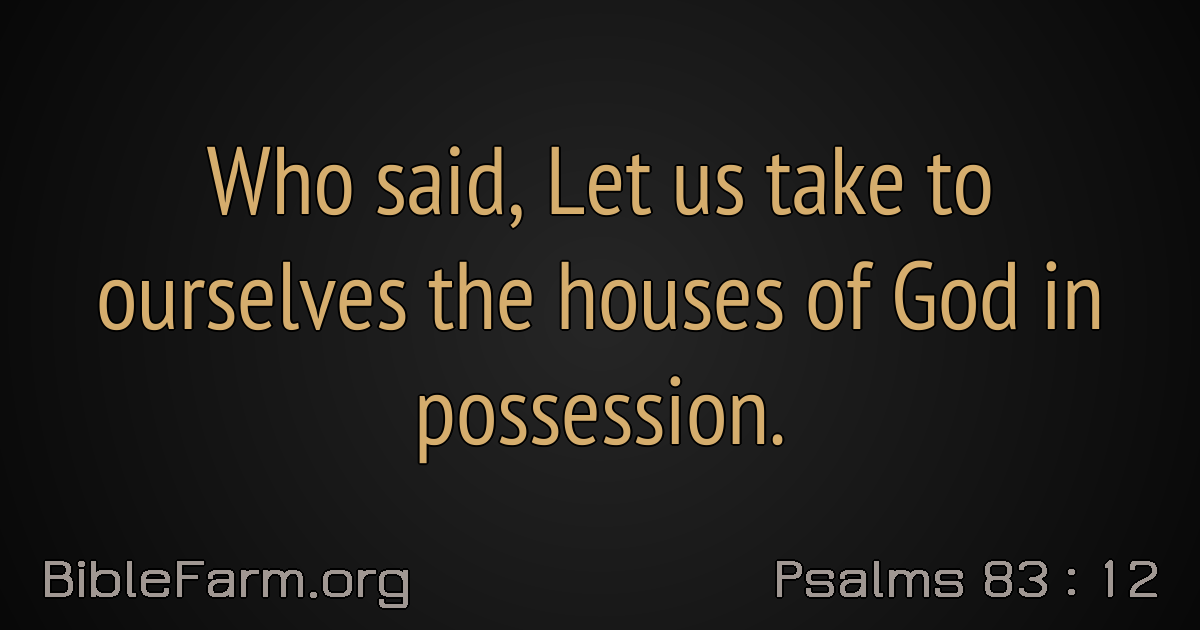 Who said, Let us take to
ourselves the houses of God in
possession.
BibleFarm.org
Psalms 83 : 12